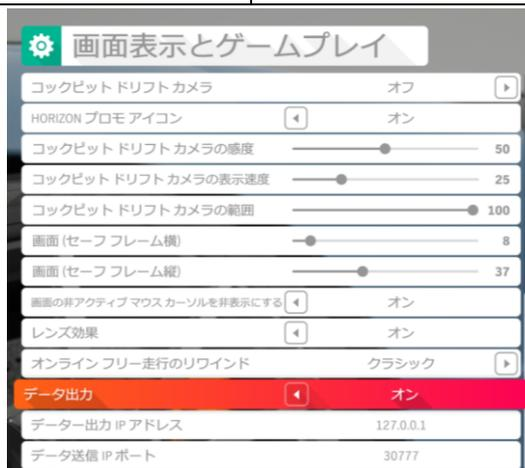 画面表示とゲームプレイ
コックピット ドリフト カメラ オフ
HORIZON プロモ アイコン オン
コックピット ドリフト カメラの感度 50
コックピット ドリフト カメラの表示速度 25
コックピット ドリフト カメラの範囲 100
画面 (セーフ フレーム横) 8
画面 (セーフ フレーム縦) 37
画面の非アクティブ マウス カーソルを非表示にする オン
レンズ効果 オン
オンライン フリー走行のリワインド クラシック
データ出力 オン
データー出力 IP アドレス 127.0.0.1
データ送信 IP ポート 30777